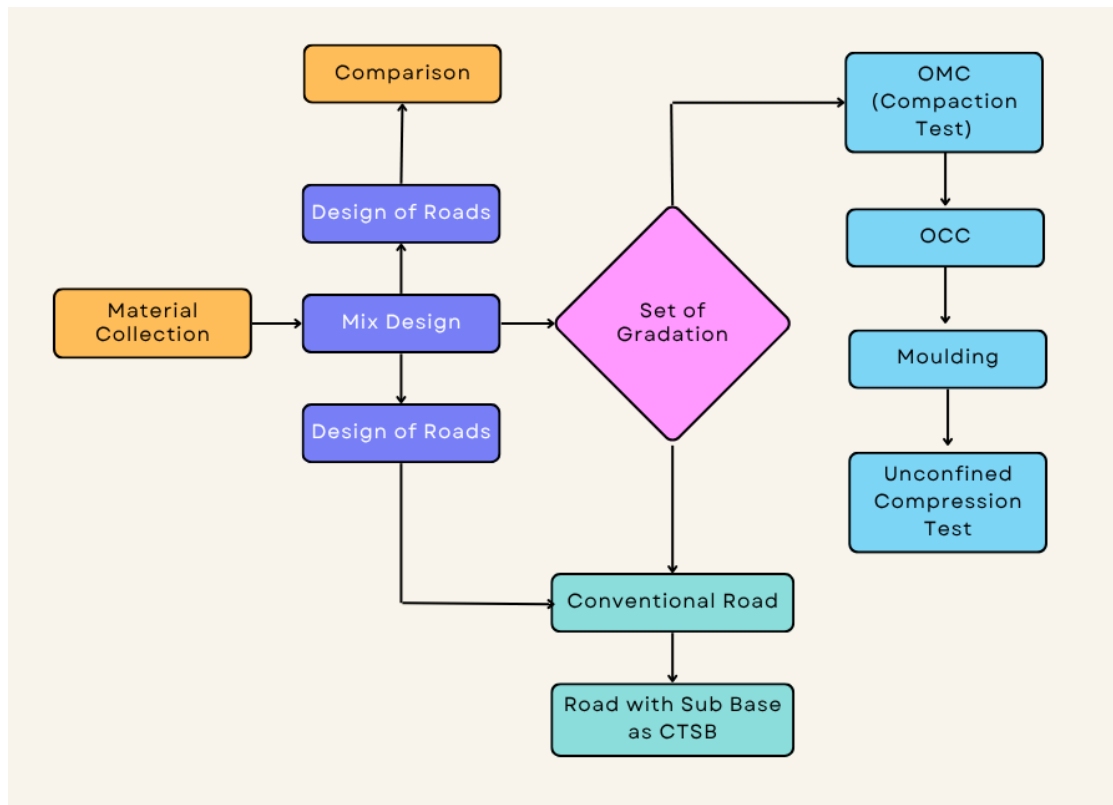 Comparison
OMC
(Compaction
Test)
Design of Roads
OCC
Material
Collection
Mix Design
Set of
Gradation
Moulding
Design of Roads
Unconfined
Compression
Test
Conventional Road
Road with Sub Base
as CTSB